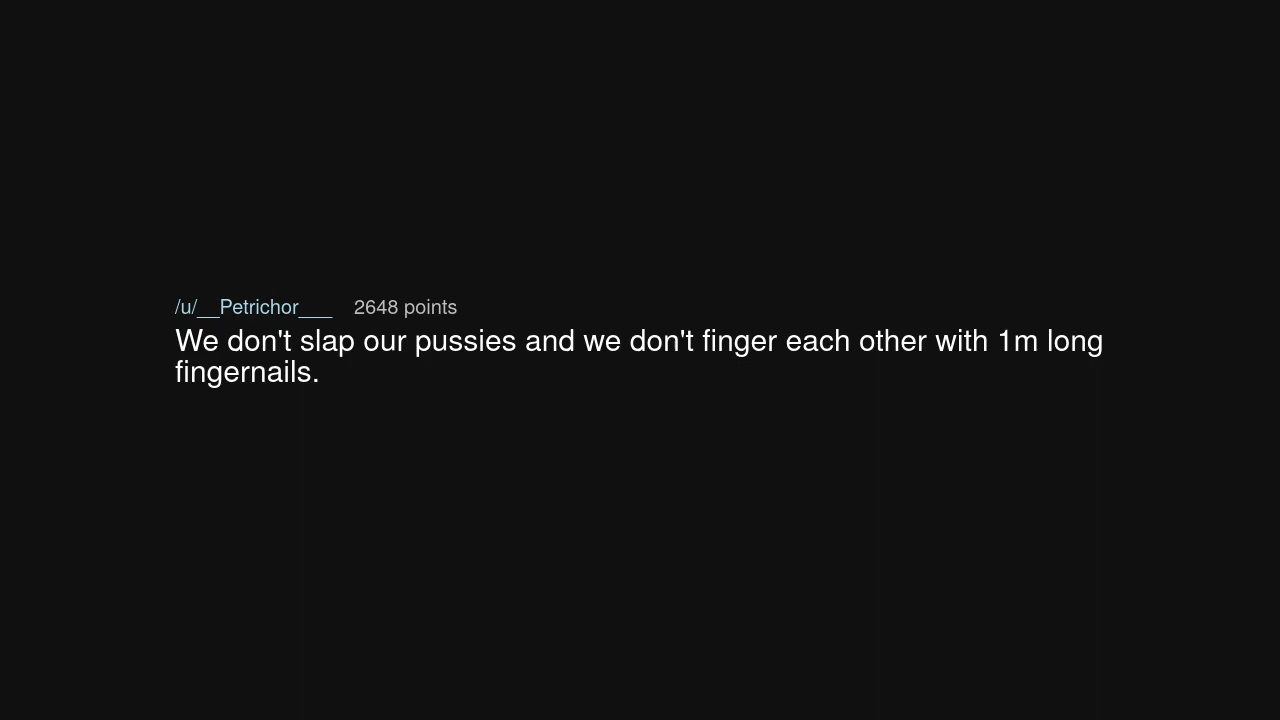 /u/__Petrichor___ 2648 points
We don't slap our pussies and we don't finger each other with 1m long
fingernails.